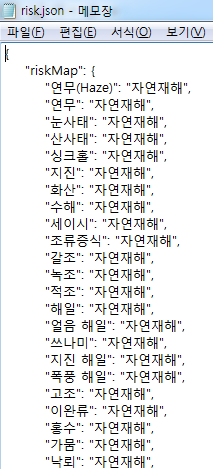 risk.json - 메모장
파일(F) 편집(E) 서식(O) 보기(V)
{
"riskMap": {
"연무(Haze)": "자연재해",
"연무": "자연재해",
"눈사태": "자연재해",
"산사태": "자연재해",
"싱크홀": "자연재해",
"지진": "자연재해",
"화산": "자연재해",
"수해": "자연재해",
"세이시": "자연재해",
"조류증식": "자연재해",
"갈조": "자연재해",
"녹조": "자연재해",
"적조": "자연재해",
"해일": "자연재해",
"얼음 해일": "자연재해",
"쓰나미": "자연재해",
"지진 해일": "자연재해",
"폭풍 해일": "자연재해",
"고조": "자연재해",
"이완류": "자연재해",
"홍수": "자연재해",
"가뭄": "자연재해",
"낙뢰": "자연재해",